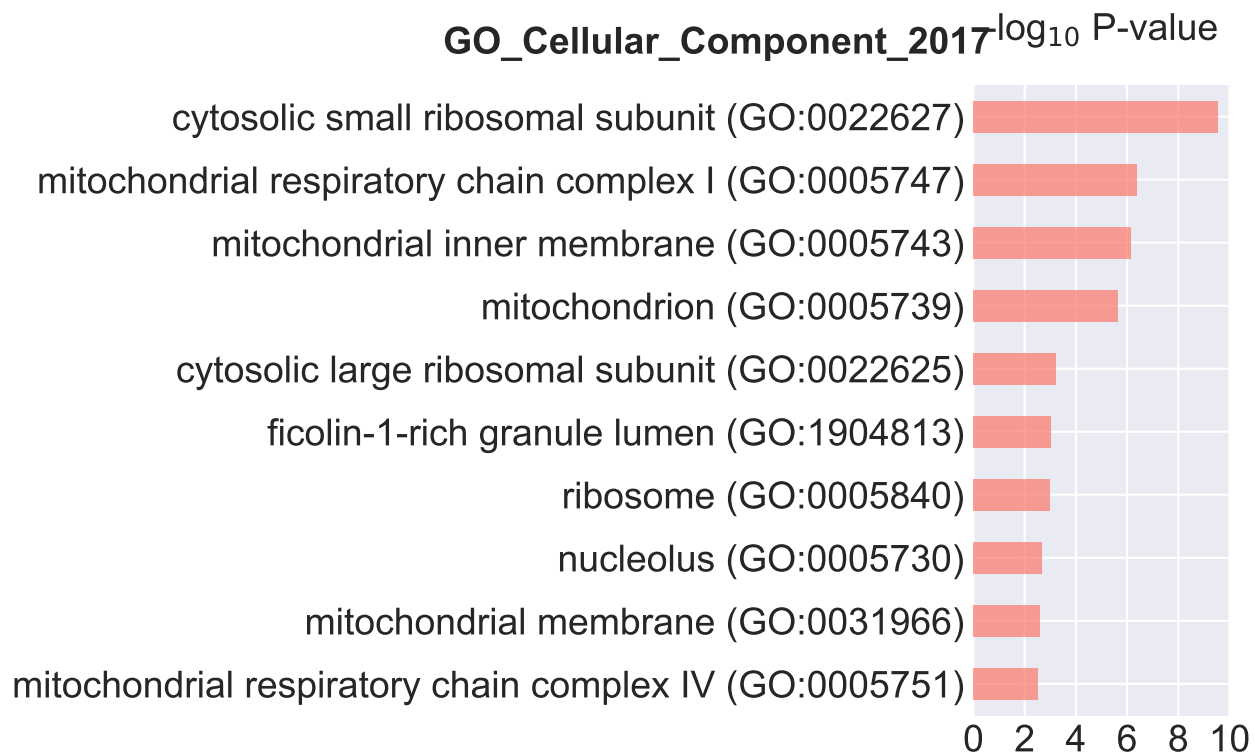 GO_Cellular_Component_2017
-log10 P-value
cytosolic small ribosomal subunit (GO:0022627)
mitochondrial respiratory chain complex I (GO:0005747)
mitochondrial inner membrane (GO:0005743)
mitochondrion (GO:0005739)
cytosolic large ribosomal subunit (GO:0022625)
ficolin-1-rich granule lumen (GO:1904813)
ribosome (GO:0005840)
nucleolus (GO:0005730)
mitochondrial membrane (GO:0031966)
mitochondrial respiratory chain complex IV (GO:0005751)
0 2 4 6 8 10